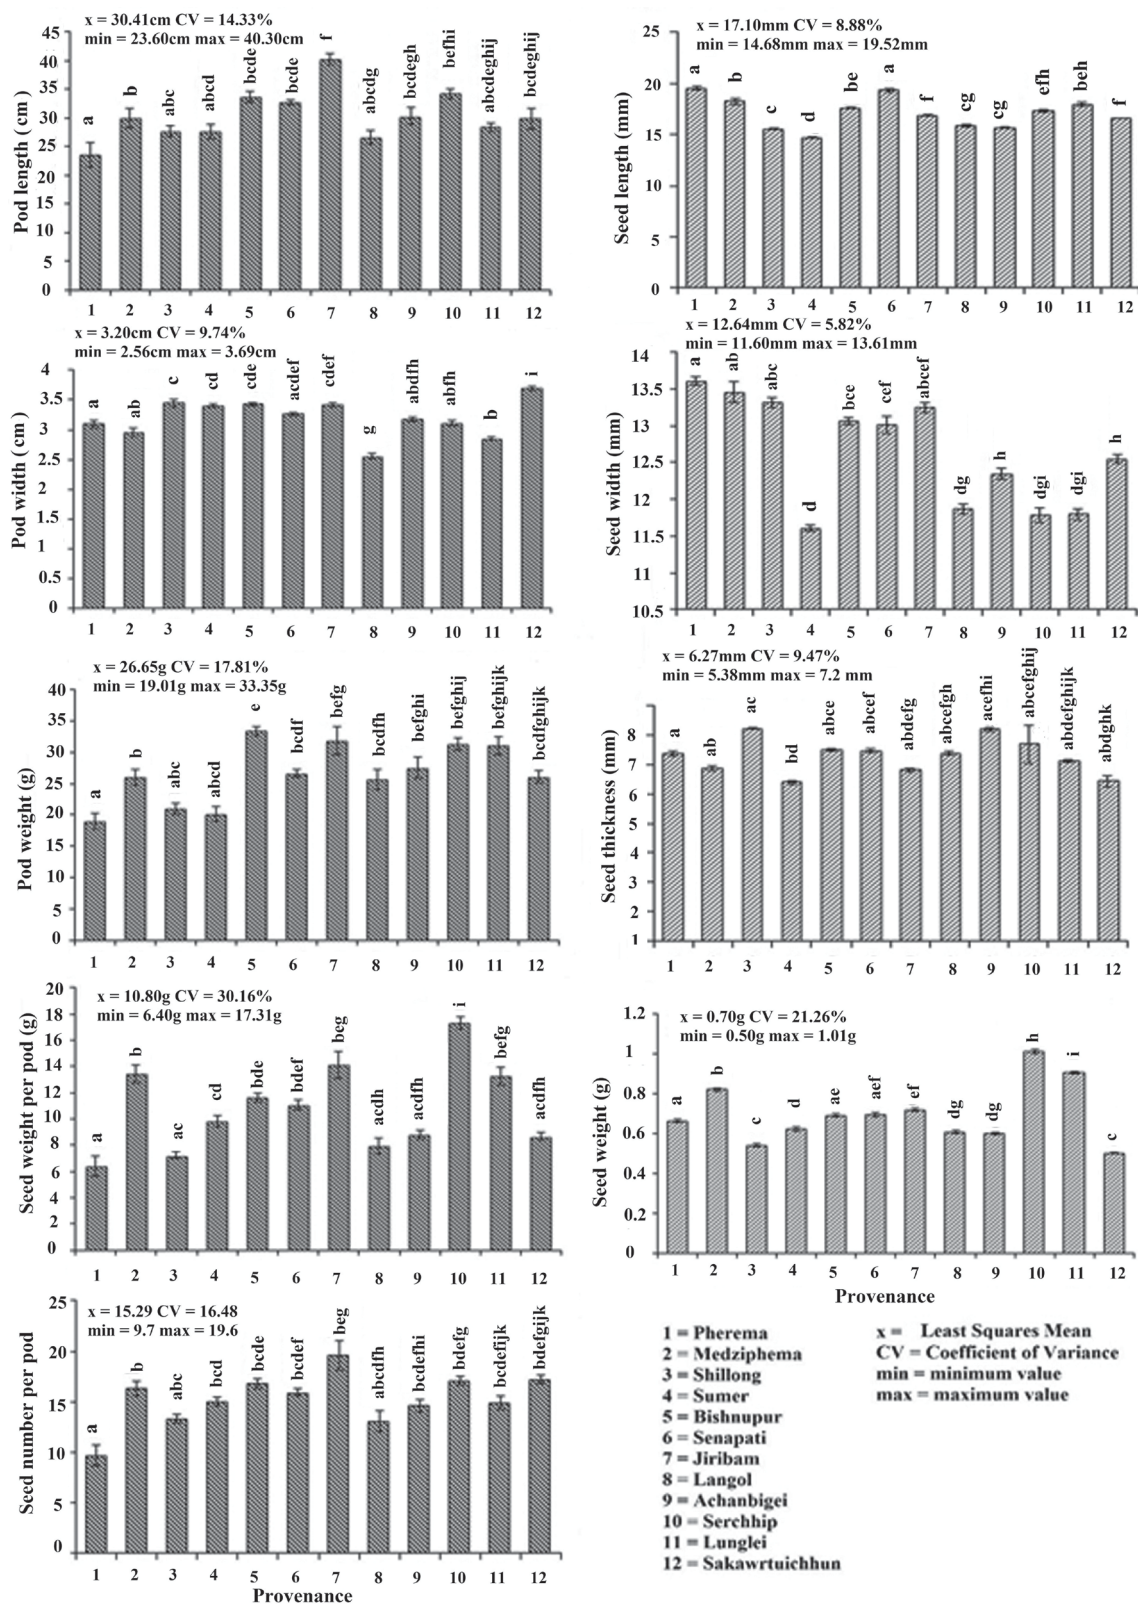 x = 30.41cm CV = 14.33%
min = 23.60cm max = 40.30cm
Pod length ( cm )
45
40
35
30
25
20
15
10
5
0
a b abc abcd bcde bcde f abcdg bcdegh befhi abcdeghij bcdeghij
1 2 3 4 5 6 7 8 9 10 11 12
x = 3.20cm CV = 9.74%
min = 2.56cm max = 3.69cm
Pod width ( cm )
4
3.5
3
2.5
2
1.5
1
0.5
0
a ab c cd cde acdef cdef g abdfh abfh b i
1 2 3 4 5 6 7 8 9 10 11 12
x = 26.65g CV = 17.81%
min = 19.01g max = 33.35g
Pod weight (g)
40
35
30
25
20
15
10
5
0
a b abc abcd e bcdf befg bcdfh befghi befghij befghijk bcdfghijk
1 2 3 4 5 6 7 8 9 10 11 12
x = 10.80g CV = 30.16%
min = 6.40g max = 17.31g
Seed weight per pod (g)
20
18
16
14
12
10
8
6
4
2
0
a b ac cd bde bdef beg acdh acdfh i befg acdfh
1 2 3 4 5 6 7 8 9 10 11 12
x = 15.29 CV = 16.48
min = 9.7 max = 19.6
Seed number per pod
25
20
15
10
5
0
a b abc bcd bcde bcdef beg abcdfh bcdefhi bdefg bcdefijk bdefgijk
1 2 3 4 5 6 7 8 9 10 11 12
Provenance
x = 17.10mm CV = 8.88%
min = 14.68mm max = 19.52mm
Seed length (mm)
25
20
15
10
5
0
a b c d be a f cg cg efh beh f
1 2 3 4 5 6 7 8 9 10 11 12
x = 12.64mm CV = 5.82%
min = 11.60mm max = 13.61mm
Seed width (mm)
14
13.5
13
12.5
12
11.5
11
10.5
a ab abc d bce cef abcef dg h dgi dgi h
1 2 3 4 5 6 7 8 9 10 11 12
x = 6.27mm CV = 9.47%
min = 5.38mm max = 7.2 mm
Seed thickness (mm)
8
7
6
5
4
3
2
1
a ab ac bd abce abcef abdefg abcefgh acefhi abcefghij abdefghijk abdghk
1 2 3 4 5 6 7 8 9 10 11 12
x = 0.70g CV = 21.26%
min = 0.50g max = 1.01g
Seed weight (g)
1.2
1
0.8
0.6
0.4
0.2
0
a b c d ae aef ef dg dg h i c
1 2 3 4 5 6 7 8 9 10 11 12
Provenance
1 = Pherema
2 = Medziphema
3 = Shillong
4 = Sumer
5 = Bishnupur
6 = Senapati
7 = Jiribam
8 = Langol
9 = Achanbigei
10 = Serchhip
11 = Lunglei
12 = Sakawrtuichhun
x = Least Squares Mean
CV = Coefficient of Variance
min = minimum value
max = maximum value